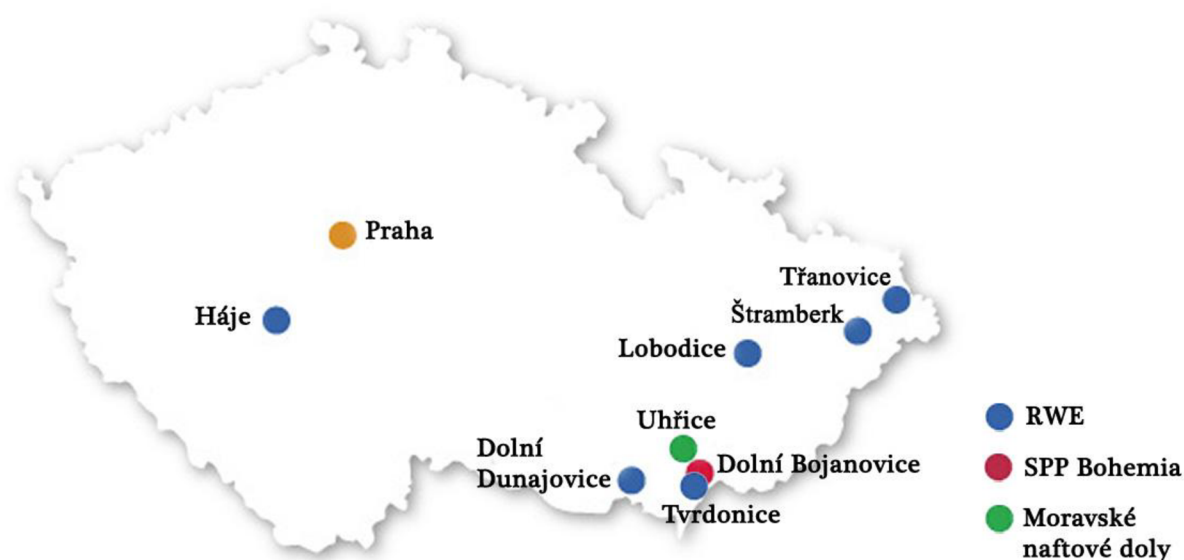 Praha
Háje
Třanovice
Štramberk
Lobodice
Uhřice
Dolní
Dunajovice
Dolní Bojanovice
Tvrdonice
RWE
SPP Bohemia
Moravské
naftové doly